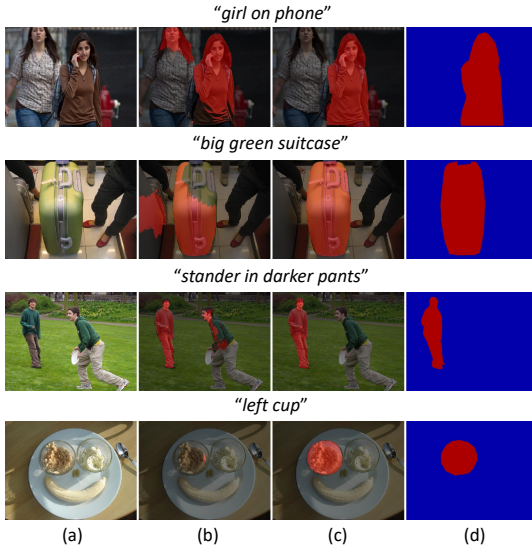 “girl on phone”
“big green suitcase”
“stander in darker pants”
“left cup”
(a) (b) (c) (d)